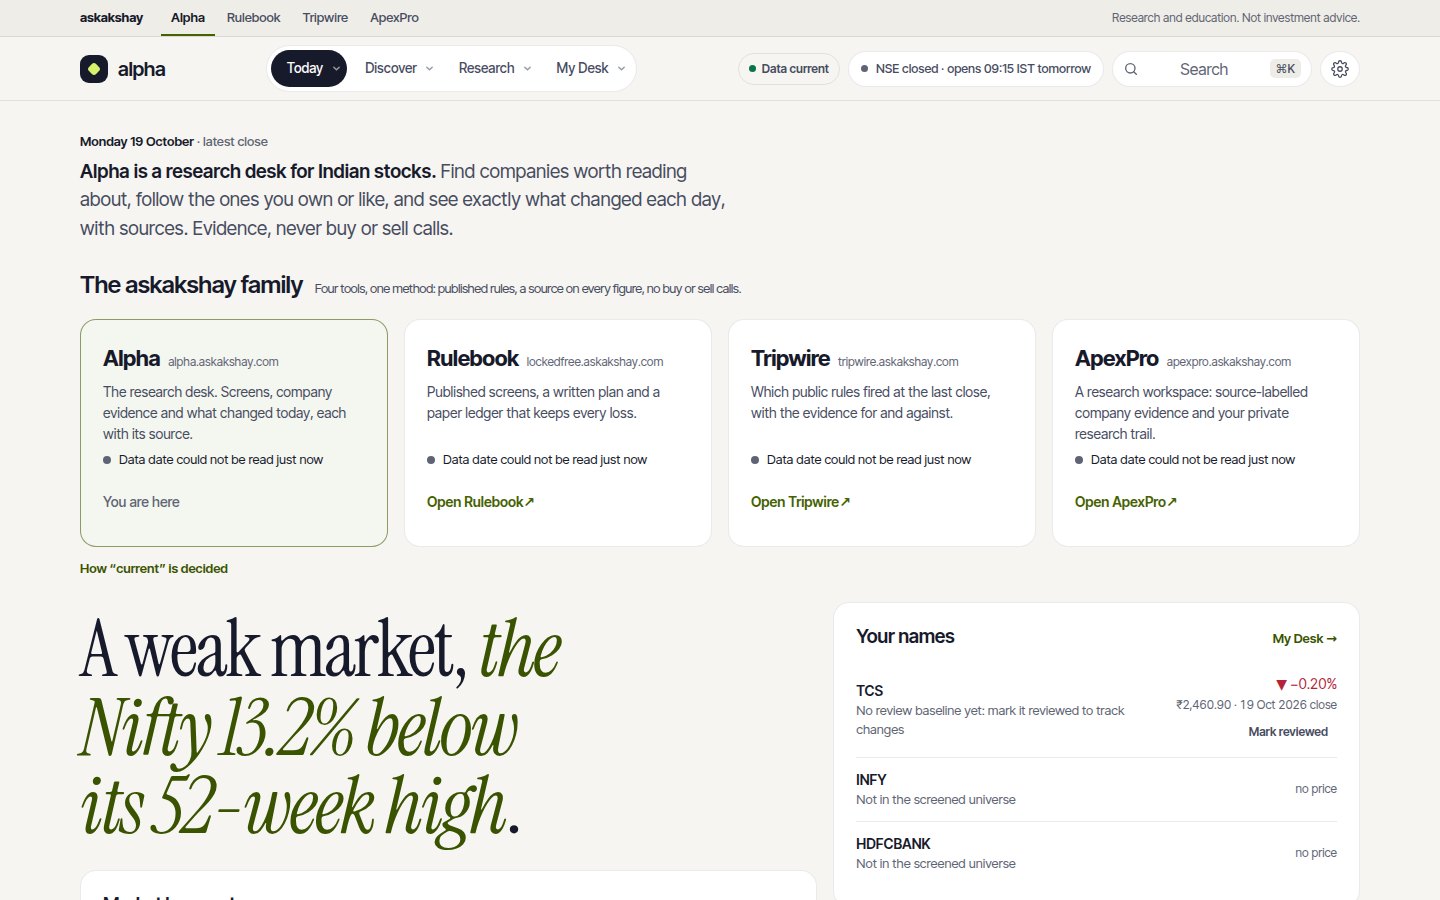 askakshay Alpha Rulebook Tripwire ApexPro Research and education. Not investment advice.
alpha Today Discover Research My Desk Data current NSE closed · opens 09:15 IST tomorrow Search ⌘K
Monday 19 October · latest close
Alpha is a research desk for Indian stocks. Find companies worth reading
about, follow the ones you own or like, and see exactly what changed each day,
with sources. Evidence, never buy or sell calls.
The askakshay family Four tools, one method: published rules, a source on every figure, no buy or sell calls.
Alpha alpha.askakshay.com
The research desk. Screens, company
evidence and what changed today, each
with its source.
Data date could not be read just now
You are here
Rulebook lockedfree.askakshay.com
Published screens, a written plan and a
paper ledger that keeps every loss.
Data date could not be read just now
Open Rulebook↗
Tripwire tripwire.askakshay.com
Which public rules fired at the last close,
with the evidence for and against.
Data date could not be read just now
Open Tripwire↗
ApexPro apexpro.askakshay.com
A research workspace: source-labelled
company evidence and your private
research trail.
Data date could not be read just now
Open ApexPro↗
How “current” is decided
A weak market, the
Nifty 13.2% below
its 52-week high.
Your names My Desk →
TCS ▼ −0.20%
No review baseline yet: mark it reviewed to track
changes
₹2,460.90 · 19 Oct 2026 close
Mark reviewed
INFY
Not in the screened universe
no price
HDFCBANK
Not in the screened universe
no price